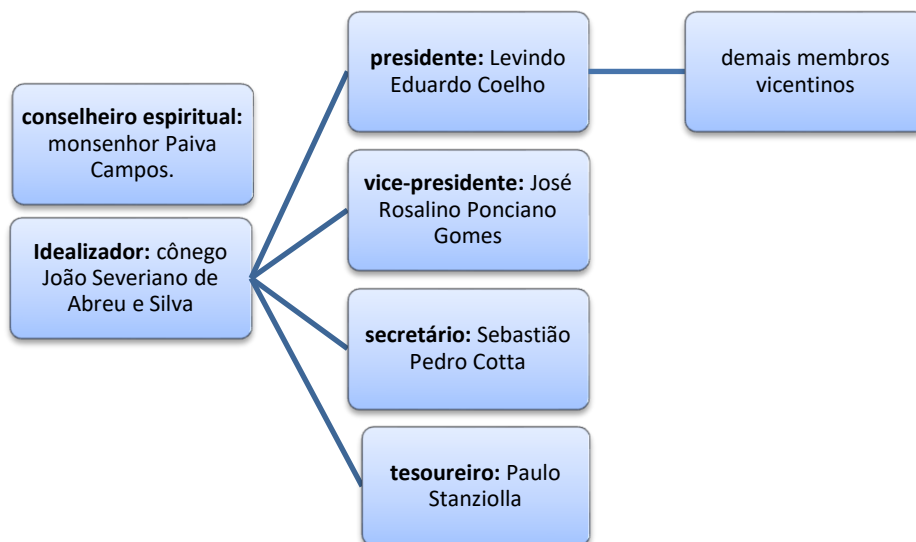 conselheiro espiritual:
monsenhor Paiva
Campos.
Idealizador: cônego
João Severiano de
Abreu e Silva
presidente: Levindo
Eduardo Coelho
vice-presidente: José
Rosalino Ponciano
Gomes
secretário: Sebastião
Pedro Cotta
tesoureiro: Paulo
Stanziolla
demais membros
vicentinos